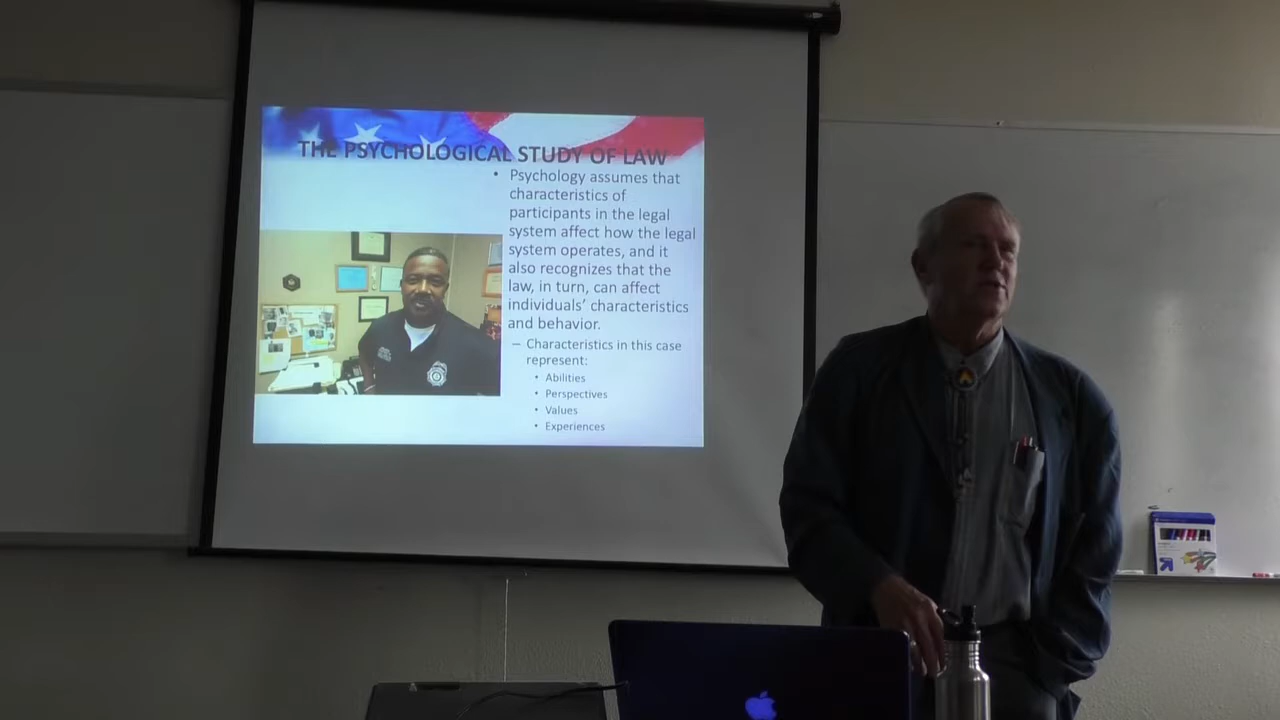 THE PSYCHOLOGICAL STUDY OF LAW
• Psychology assumes that
characteristics of
participants in the legal
system affect how the legal
system operates, and it
also recognizes that the
law, in turn, can affect
individuals’ characteristics
and behavior.
– Characteristics in this case
represent:
• Abilities
• Perspectives
• Values
• Experiences